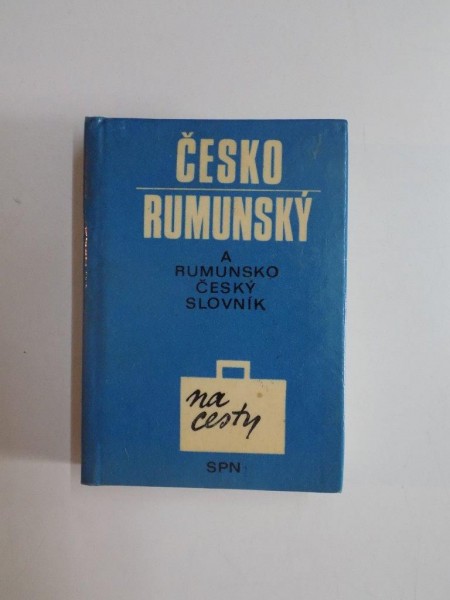 ČESKO
RUMUNSKÝ
A
RUMUNSKO
ČESKÝ
SLOVNÍK
na
cesty
SPN